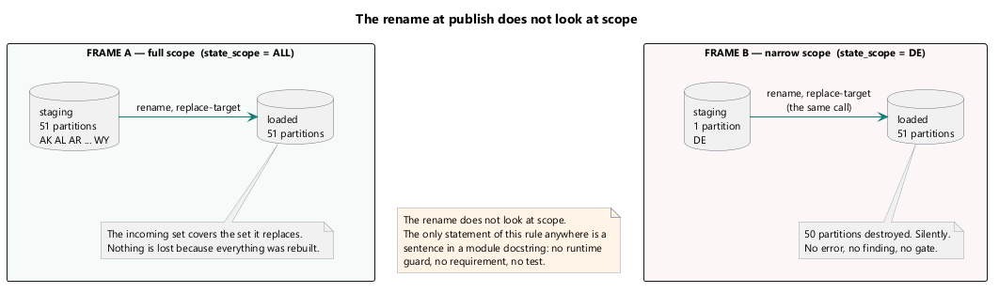 The rename at publish does not look at scope
FRAME A — full scope (state_scope = ALL)
staging
51 partitions
AK AL AR ... WY
rename, replace-target
loaded
51 partitions
The incoming set covers the set it replaces.
Nothing is lost because everything was rebuilt.
The rename does not look at scope.
The only statement of this rule anywhere is a
sentence in a module docstring: no runtime
guard, no requirement, no test.
FRAME B — narrow scope (state_scope = DE)
staging
1 partition
DE
rename, replace-target
(the same call)
loaded
51 partitions
50 partitions destroyed. Silently.
No error, no finding, no gate.